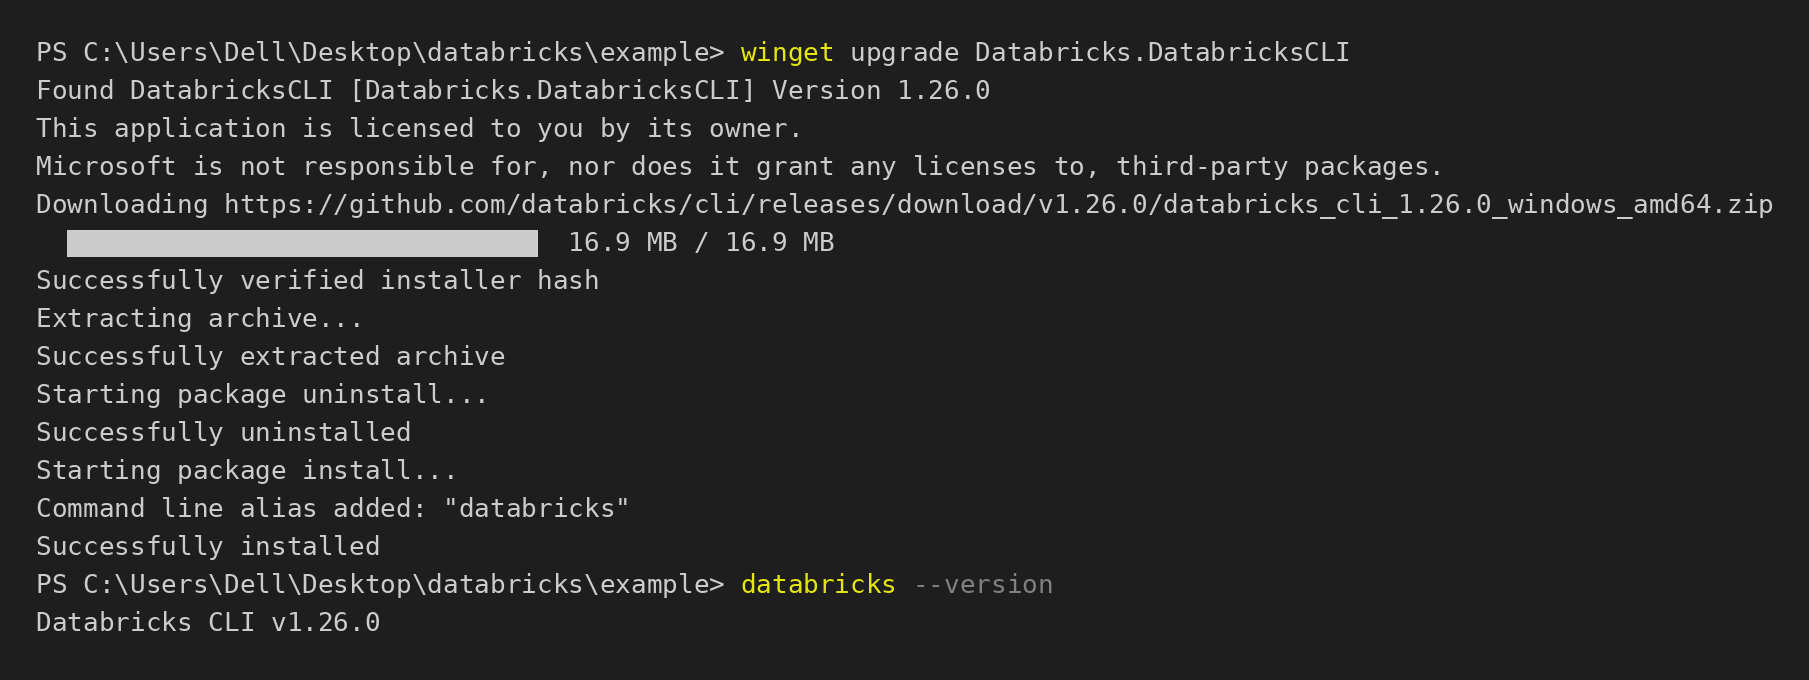 PS C:\Users\Dell\Desktop\databricks\example> winget upgrade Databricks.DatabricksCLI
Found DatabricksCLI [Databricks.DatabricksCLI] Version 1.26.0
This application is licensed to you by its owner.
Microsoft is not responsible for, nor does it grant any licenses to, third-party packages.
Downloading https://github.com/databricks/cli/releases/download/v1.26.0/databricks_cli_1.26.0_windows_amd64.zip
16.9 MB / 16.9 MB
Successfully verified installer hash
Extracting archive...
Successfully extracted archive
Starting package uninstall...
Successfully uninstalled
Starting package install...
Command line alias added: "databricks"
Successfully installed
PS C:\Users\Dell\Desktop\databricks\example> databricks --version
Databricks CLI v1.26.0